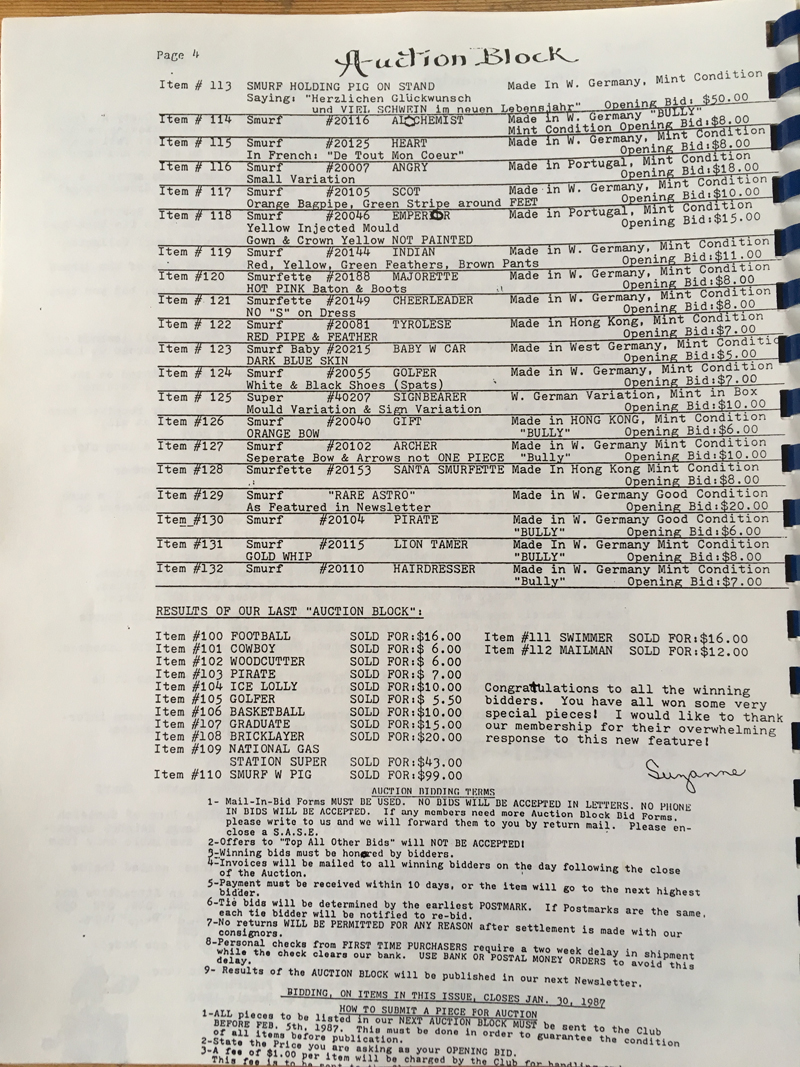 Page 4
Auction Block
Item # 113 SMURF HOLDING PIG ON STAND Made In W. Germany, Mint Condition
Saying: "Herzlichen Glückwunsch
und VIEL SCHWEIN im neuen Lebensjahr" Opening Bid: $50.00
Item # 114 Smurf #20116 ALCHEMIST Made in W. Germany "BULLY"
Mint Condition Opening Bid:$8.00
Item # 115 Smurf #20125 HEART Made in W. Germany, Mint Condition
In French: "De Tout Mon Coeur" Opening Bid:$8.00
Item # 116 Smurf #20007 ANGRY Made in Portugal, Mint Condition
Small Variation Opening Bid:$18.00
Item # 117 Smurf #20105 SCOT Made in W. Germany, Mint Condition
Orange Bagpipe, Green Stripe around FEET Opening Bid:$10.00
Item # 118 Smurf #20046 EMPEROR Made in Portugal, Mint Condition
Yellow Injected Mould Opening Bid:$15.00
Gown & Crown Yellow NOT PAINTED
Item # 119 Smurf #20144 INDIAN Made in W. Germany, Mint Condition
Red, Yellow, Green Feathers, Brown Pants Opening Bid:$11.00
Item #120 Smurfette #20188 MAJORETTE Made in W. Germany, Mint Condition
HOT PINK Baton & Boots Opening Bid:$8.00
Item # 121 Smurfette #20149 CHEERLEADER Made in W. Germany, Mint Condition
NO "S" on Dress Opening Bid:$8.00
Item # 122 Smurf #20081 TYROLESE Made in Hong Kong, Mint Condition
RED PIPE & FEATHER Opening Bid:$7.00
Item # 123 Smurf Baby #20215 BABY W CAR Made in West Germany, Mint Conditic
DARK BLUE SKIN Opening Bid:$5.00
Item # 124 Smurf #20055 GOLFER Made in W. Germany, Mint Condition
White & Black Shoes (Spats) Opening Bid:$7.00
Item # 125 Super #40207 SIGNBEARER W. German Variation, Mint in Box
Mould Variation & Sign Variation Opening Bid:$10.00
Item #126 Smurf #20040 GIFT Made in HONG KONG, Mint Condition
ORANGE BOW "BULLY" Opening Bid:$6.00
Item #127 Smurf #20102 ARCHER Made in W. Germany Mint Condition
Seperate Bow & Arrows not ONE PIECE "Bully" Opening Bid:$10.00
Item #128 Smurfette #20153 SANTA SMURFETTE Made In Hong Kong Mint Condition
Opening Bid:$8.00
Item #129 Smurf "RARE ASTRO" Made in W. Germany Good Condition
As Featured in Newsletter Opening Bid:$20.00
Item #130 Smurf #20104 PIRATE Made in W. Germany Good Condition
"BULLY" Opening Bid:$6.00
Item #131 Smurf #20115 LION TAMER Made In W. Germany Mint Condition
GOLD WHIP "BULLY" Opening Bid:$8.00
Item #132 Smurf #20110 HAIRDRESSER Made in W. Germany Mint Condition
"Bully" Opening Bid:$7.00
RESULTS OF OUR LAST "AUCTION BLOCK":
Item #100 FOOTBALL SOLD FOR:$16.00
Item #101 COWBOY SOLD FOR:$ 6.00
Item #102 WOODCUTTER SOLD FOR:$ 6.00
Item #103 PIRATE SOLD FOR:$ 7.00
Item #104 ICE LOLLY SOLD FOR:$10.00
Item #105 GOLFER SOLD FOR:$ 5.50
Item #106 BASKETBALL SOLD FOR:$10.00
Item #107 GRADUATE SOLD FOR:$15.00
Item #108 BRICKLAYER SOLD FOR:$20.00
Item #109 NATIONAL GAS
STATION SUPER SOLD FOR:$43.00
Item #110 SMURF W PIG SOLD FOR:$99.00
Item #111 SWIMMER SOLD FOR:$16.00
Item #112 MAILMAN SOLD FOR:$12.00
Congratulations to all the winning
bidders. You have all won some very
special pieces! I would like to thank
our membership for their overwhelming
response to this new feature!
Suzanne
AUCTION BIDDING TERMS
1- Mail-In-Bid Forms MUST BE USED. NO BIDS WILL BE ACCEPTED IN LETTERS. NO PHONE
IN BIDS WILL BE ACCEPTED. If any members need more Auction Block Bid Forms,
please write to us and we will forward them to you by return mail. Please en-
close a S.A.S.E.
2-Offers to "Top All Other Bids" will NOT BE ACCEPTED!
3-Winning bids must be honored by bidders.
4-Invoices will be mailed to all winning bidders on the day following the close
of the Auction.
5-Payment must be received within 10 days, or the item will go to the next highest
bidder.
6-Tie bids will be determined by the earliest POSTMARK. If Postmarks are the same,
each tie bidder will be notified to re-bid.
7-No returns WILL BE PERMITTED FOR ANY REASON after settlement is made with our
consignors.
8-Personal checks from FIRST TIME PURCHASERS require a two week delay in shipment
while the check clears our bank. USE BANK OR POSTAL MONEY ORDERS to avoid this
delay.
9- Results of the AUCTION BLOCK will be published in our next Newsletter.
BIDDING, ON ITEMS IN THIS ISSUE, CLOSES JAN. 30, 1987
HOW TO SUBMIT A PIECE FOR AUCTION
1-ALL pieces to be listed in our NEXT AUCTION BLOCK MUST be sent to the Club
BEFORE FEB. 5th, 1987. This must be done in order to guarantee the condition
of all items before publication.
2-State the Price you are asking as your OPENING BID.
3-A fee of $1.00 per item will be charged by the Club for handling
This fee is to be sent to the